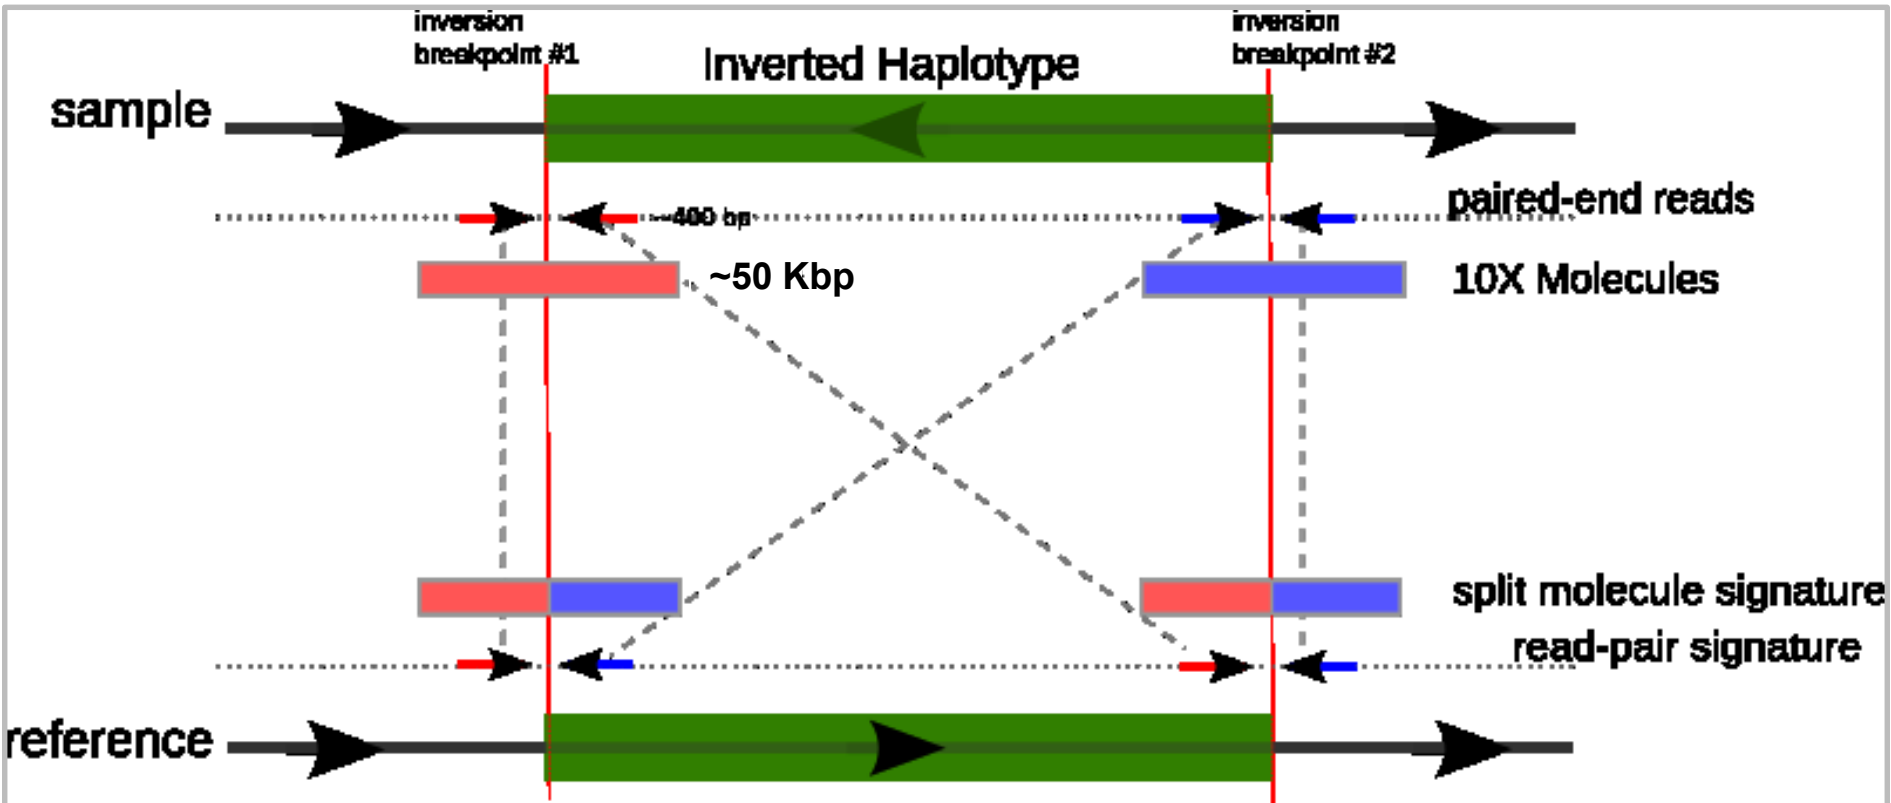 inversion
breakpoint #1
inversion
breakpoint #2
Inverted Haplotype
sample
paired-end reads
~400 bp
~50 Kbp
10X Molecules
split molecule signature
read-pair signature
reference